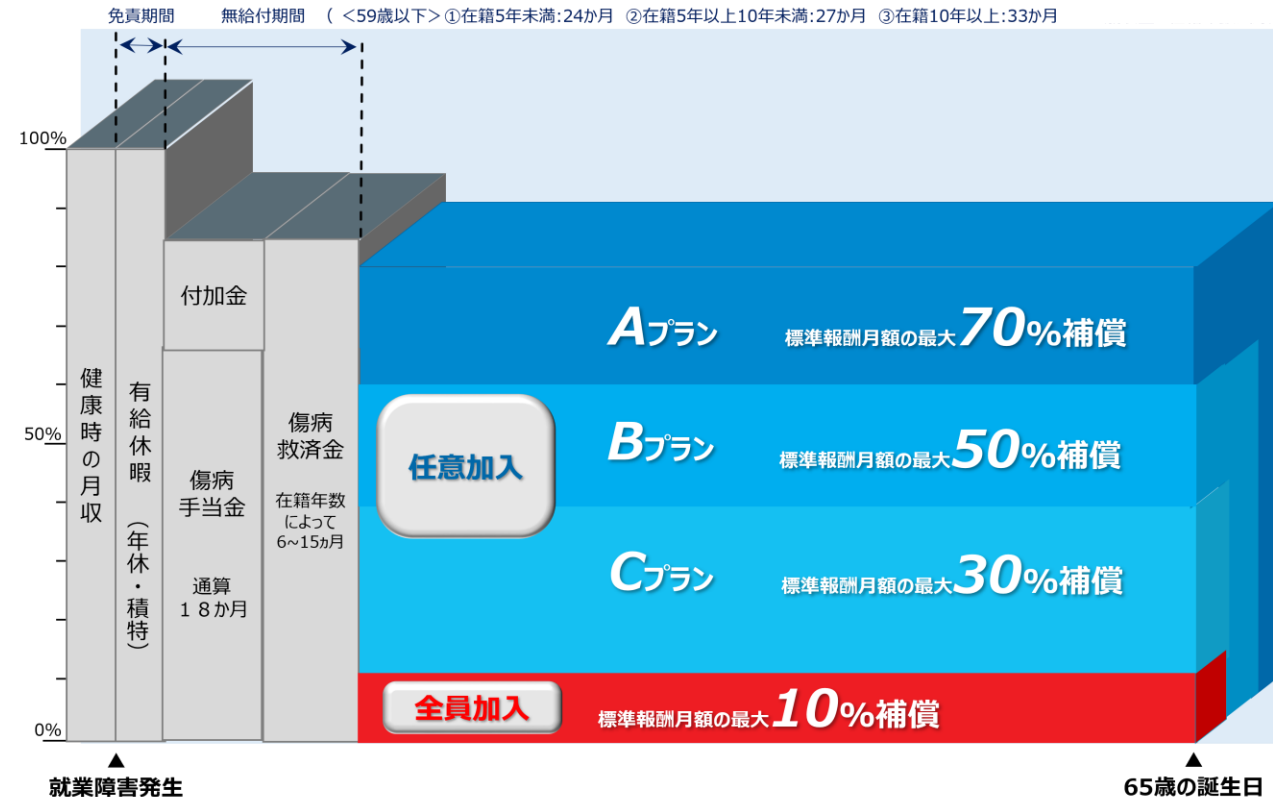 免責期間 無給付期間 （ ＜59歳以下＞①在籍5年未満:24か月 ②在籍5年以上10年未満:27か月 ③在籍10年以上:33か月
100%
50%
0%
健康時の月収
有給休暇 （年休・積特）
付加金
傷病
手当金
通算
１８か月
傷病
救済金
在籍年数
によって
6~15ヵ月
任意加入
Aプラン 標準報酬月額の最大70%補償
Bプラン 標準報酬月額の最大50%補償
Cプラン 標準報酬月額の最大30%補償
全員加入 標準報酬月額の最大10%補償
▲
就業障害発生
▲
65歳の誕生日